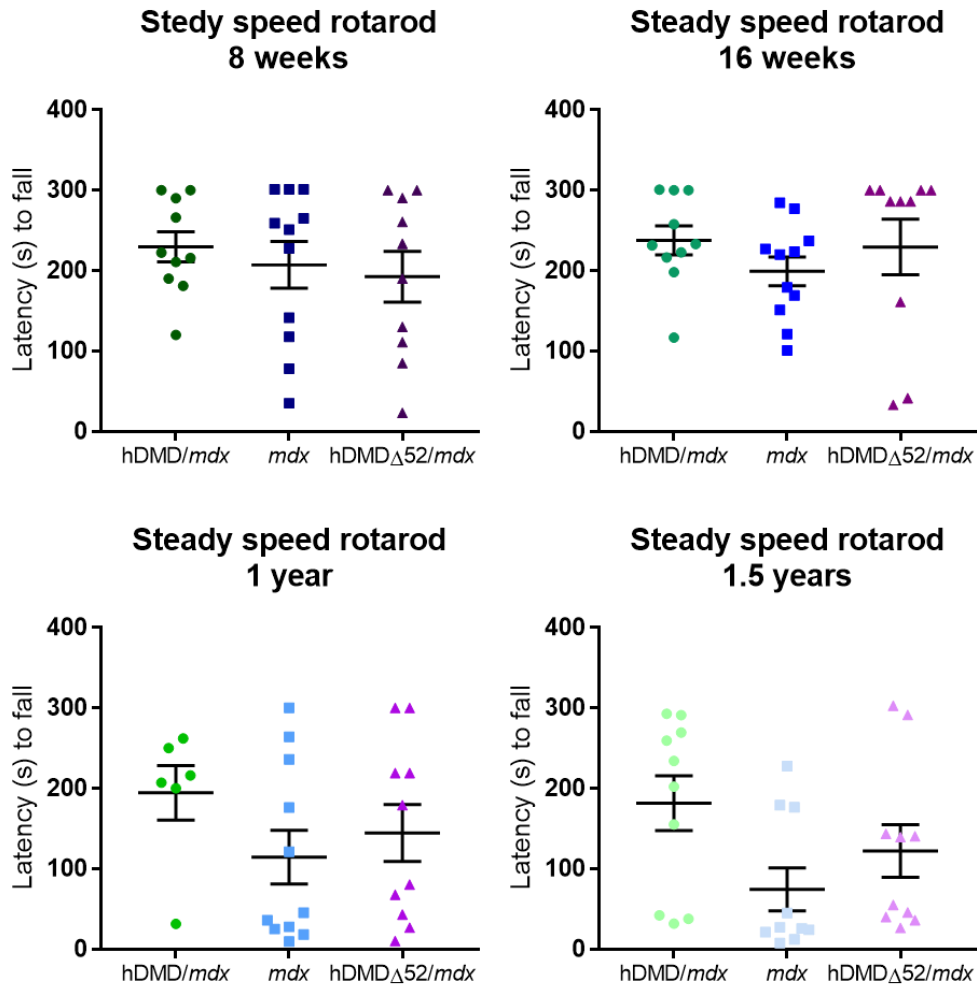 Stedy speed rotarod
8 weeks
Latency (s) to fall
400
300
200
100
0
hDMD/mdx mdx hDMDΔ52/mdx
Steady speed rotarod
16 weeks
Latency (s) to fall
400
300
200
100
0
hDMD/mdx mdx hDMDΔ52/mdx
Steady speed rotarod
1 year
Latency (s) to fall
400
300
200
100
0
hDMD/mdx mdx hDMDΔ52/mdx
Steady speed rotarod
1.5 years
Latency (s) to fall
400
300
200
100
0
hDMD/mdx mdx hDMDΔ52/mdx